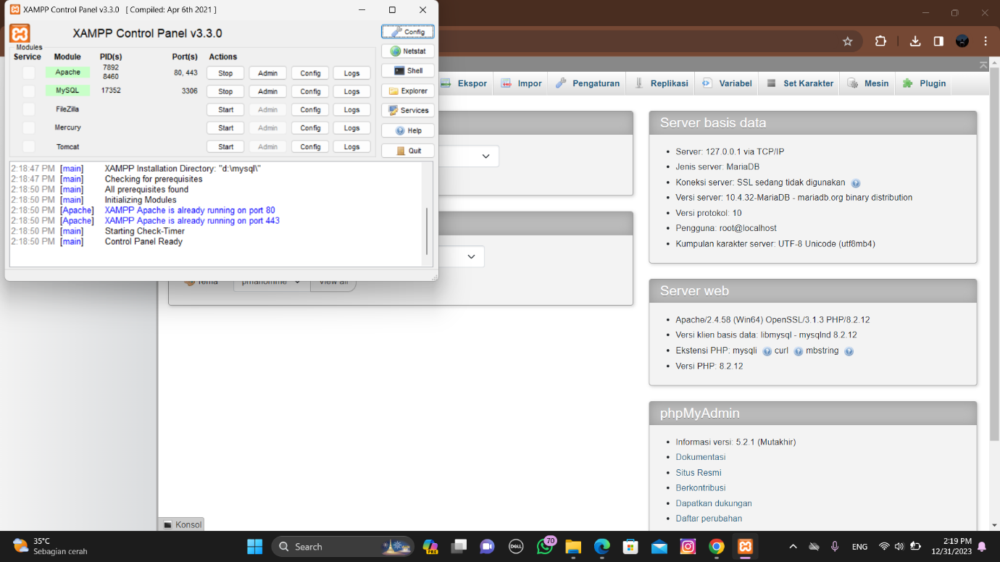 XAMPP Control Panel v3.3.0 [ Compiled: Apr 6th 2021 ]
XAMPP Control Panel v3.3.0
Config
Modules
Service Module PID(s) Port(s) Actions
Netstat
Apache 7892 8460 80, 443 Stop Admin Config Logs
Shell
MySQL 17352 3306 Stop Admin Config Logs
Explorer
FileZilla Start Admin Config Logs
Services
Mercury Start Admin Config Logs
Help
Tomcat Start Admin Config Logs
Quit
2:18:47 PM [main] XAMPP Installation Directory: "d:\mysql\"
2:18:47 PM [main] Checking for prerequisites
2:18:50 PM [main] All prerequisites found
2:18:50 PM [main] Initializing Modules
2:18:50 PM [Apache] XAMPP Apache is already running on port 80
2:18:50 PM [Apache] XAMPP Apache is already running on port 443
2:18:50 PM [main] Starting Check-Timer
2:18:50 PM [main] Control Panel Ready
Ekspor Impor Pengaturan Replikasi Variabel Set Karakter Mesin Plugin
Tema pmahomme View all
Server basis data
Server: 127.0.0.1 via TCP/IP
Jenis server: MariaDB
Koneksi server: SSL sedang tidak digunakan
Versi server: 10.4.32-MariaDB - mariadb.org binary distribution
Versi protokol: 10
Pengguna: root@localhost
Kumpulan karakter server: UTF-8 Unicode (utf8mb4)
Server web
Apache/2.4.58 (Win64) OpenSSL/3.1.3 PHP/8.2.12
Versi klien basis data: libmysql - mysqlnd 8.2.12
Ekstensi PHP: mysqli curl mbstring
Versi PHP: 8.2.12
phpMyAdmin
Informasi versi: 5.2.1 (Mutakhir)
Dokumentasi
Situs Resmi
Berkontribusi
Dapatkan dukungan
Daftar perubahan
Konsol
35°C
Sebagian cerah
Search
PRE
DELL
70
ENG
2:19 PM
12/31/2023